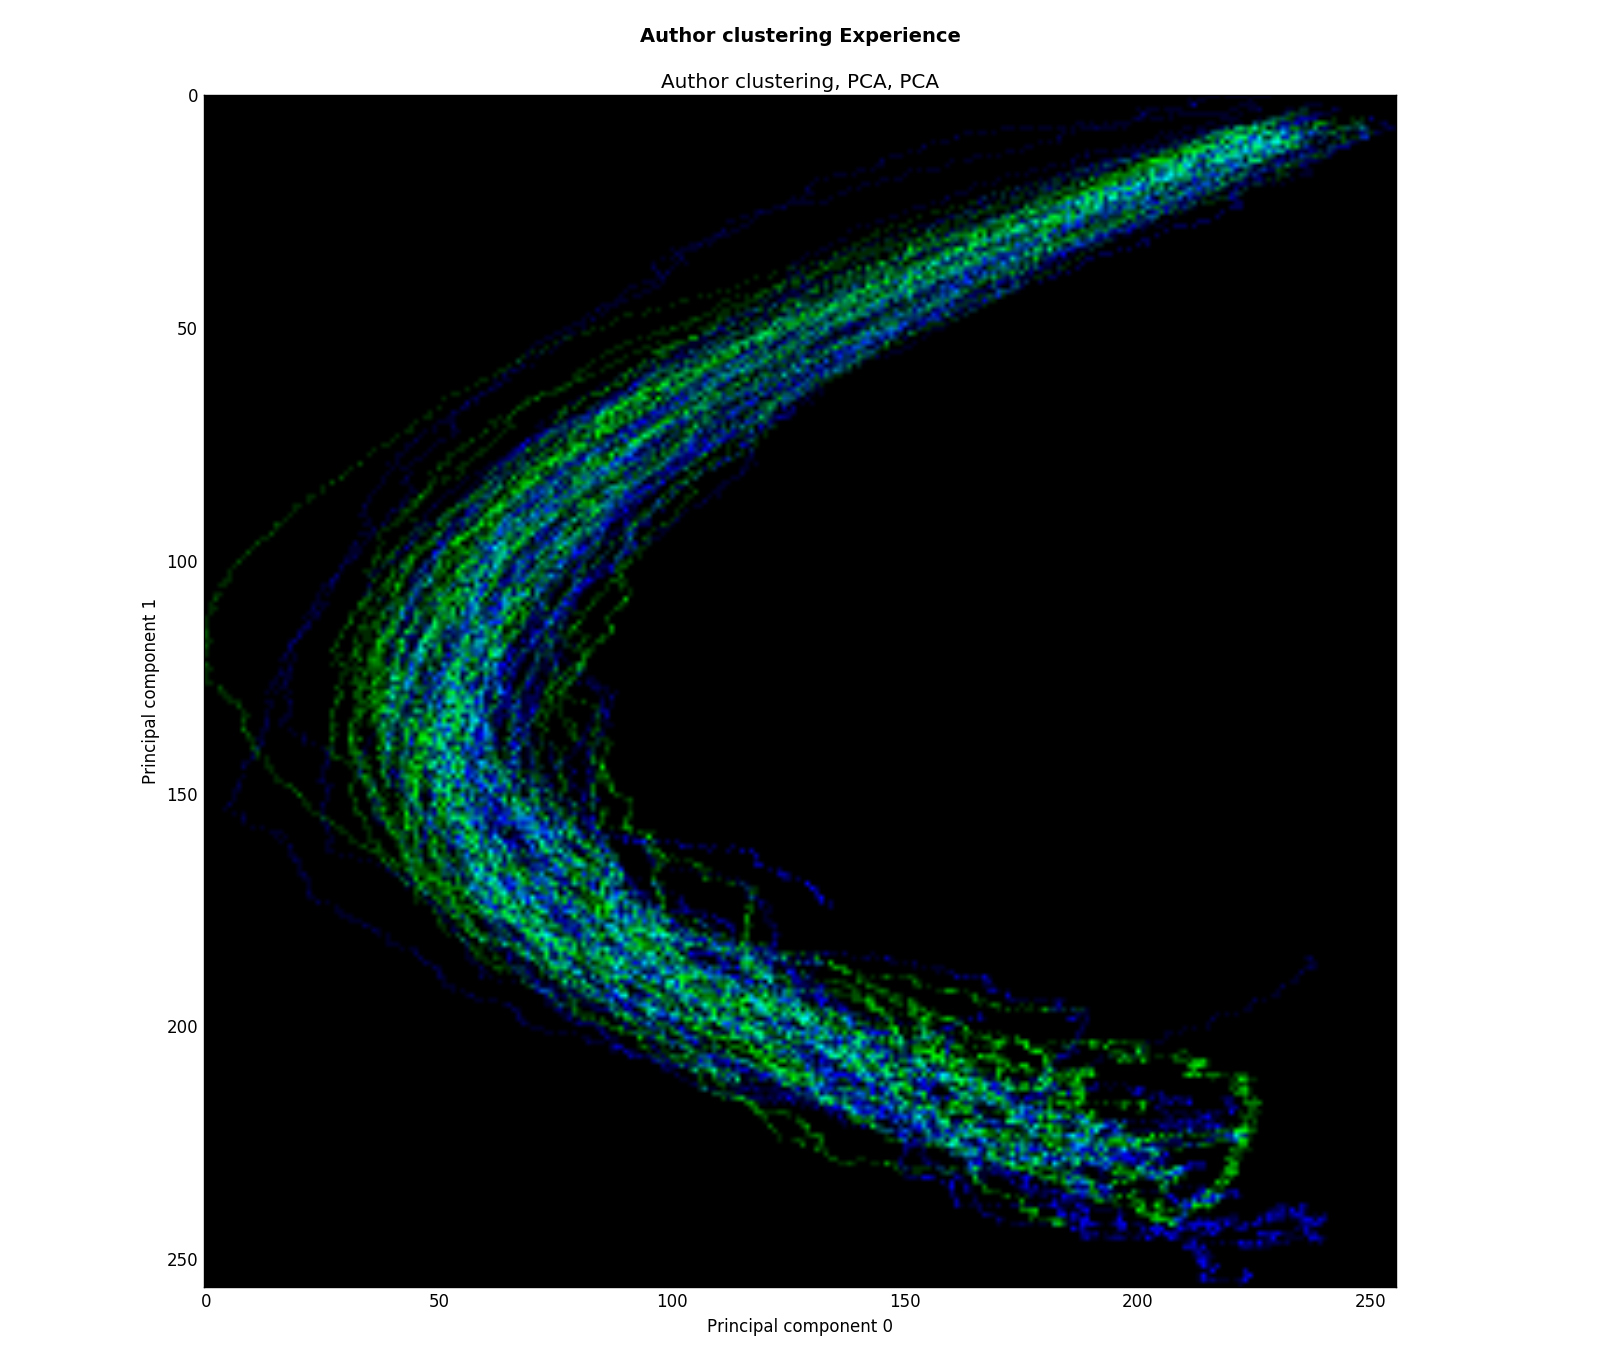 Author clustering Experience
Author clustering, PCA, PCA
0
50
100
150
200
250
Principal component 1
0 50 100 150 200 250
Principal component 0